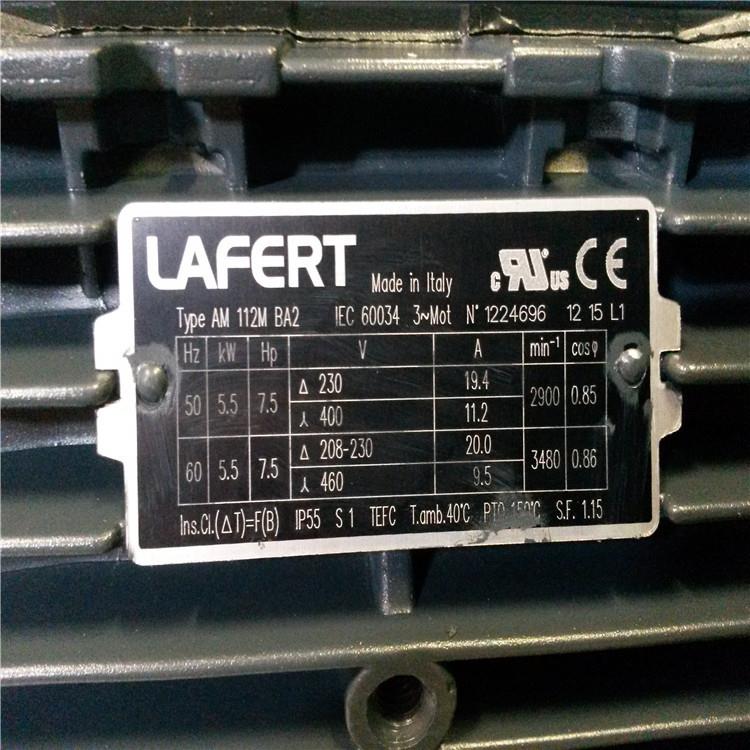 LAFERT Made in Italy c RU US CE
Type AM 112M BA2 IEC 60034 3~Mot N° 1224696 12 15 L1
Hz kW Hp V A min⁻¹ cosφ
50 5.5 7.5 Δ 230 19.4 2900 0.85
⅄ 400 11.2
60 5.5 7.5 Δ 208-230 20.0 3480 0.86
⅄ 460 9.5
Ins.Cl.(ΔT)=F(B) IP55 S1 TEFC T.amb.40°C 150°C S.F. 1.15